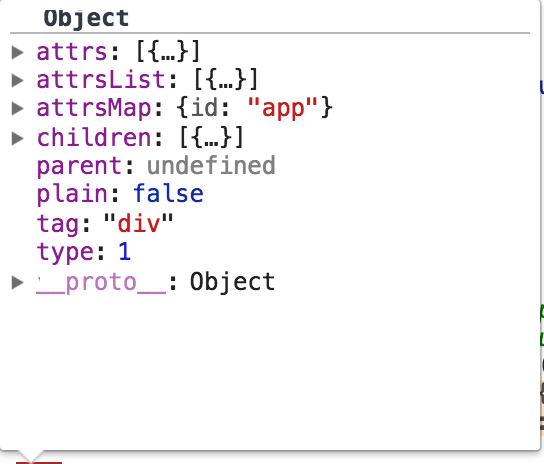 Object
▶ attrs: [{…}]
▶ attrsList: [{…}]
▶ attrsMap: {id: "app"}
▶ children: [{…}]
parent: undefined
plain: false
tag: "div"
type: 1
▶ __proto__: Object